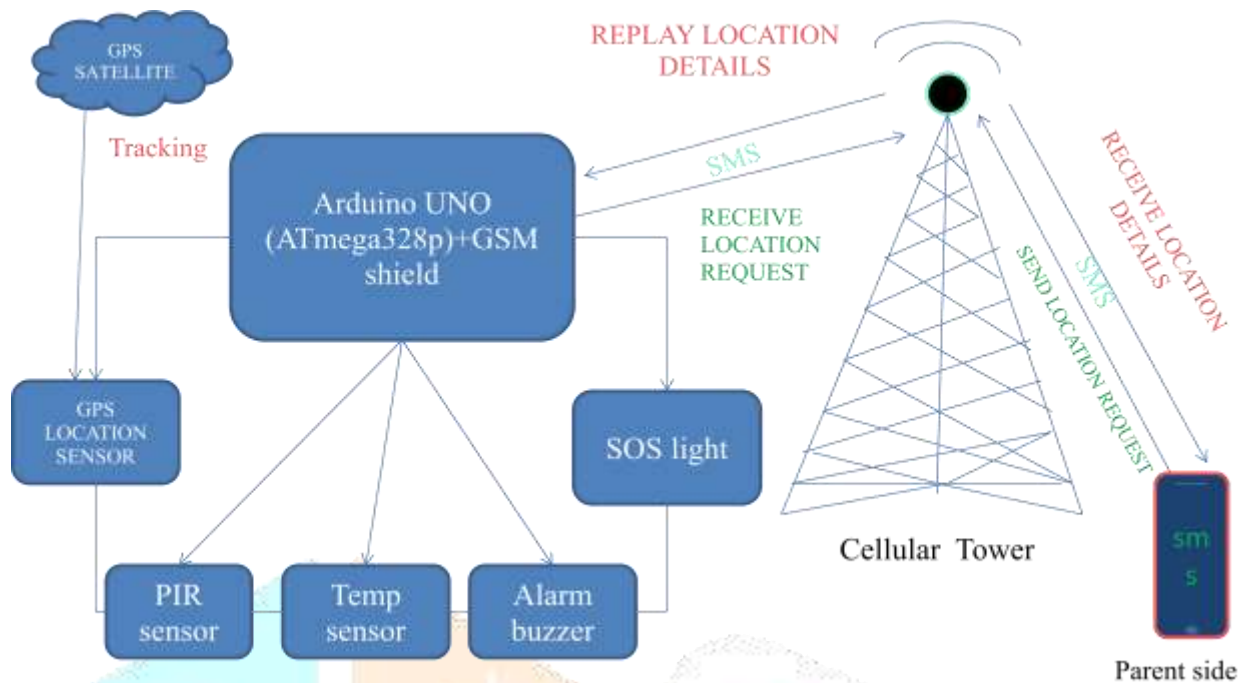 GPS
SATELLITE
Tracking
REPLAY LOCATION
DETAILS
Arduino UNO
(ATmega328p)+GSM
shield
SMS
RECEIVE
LOCATION
REQUEST
RECEIVE LOCATION
DETAILS
SMS
SEND LOCATION REQUEST
GPS
LOCATION
SENSOR
SOS light
PIR
sensor
Temp
sensor
Alarm
buzzer
Cellular Tower
sm
s
Parent side